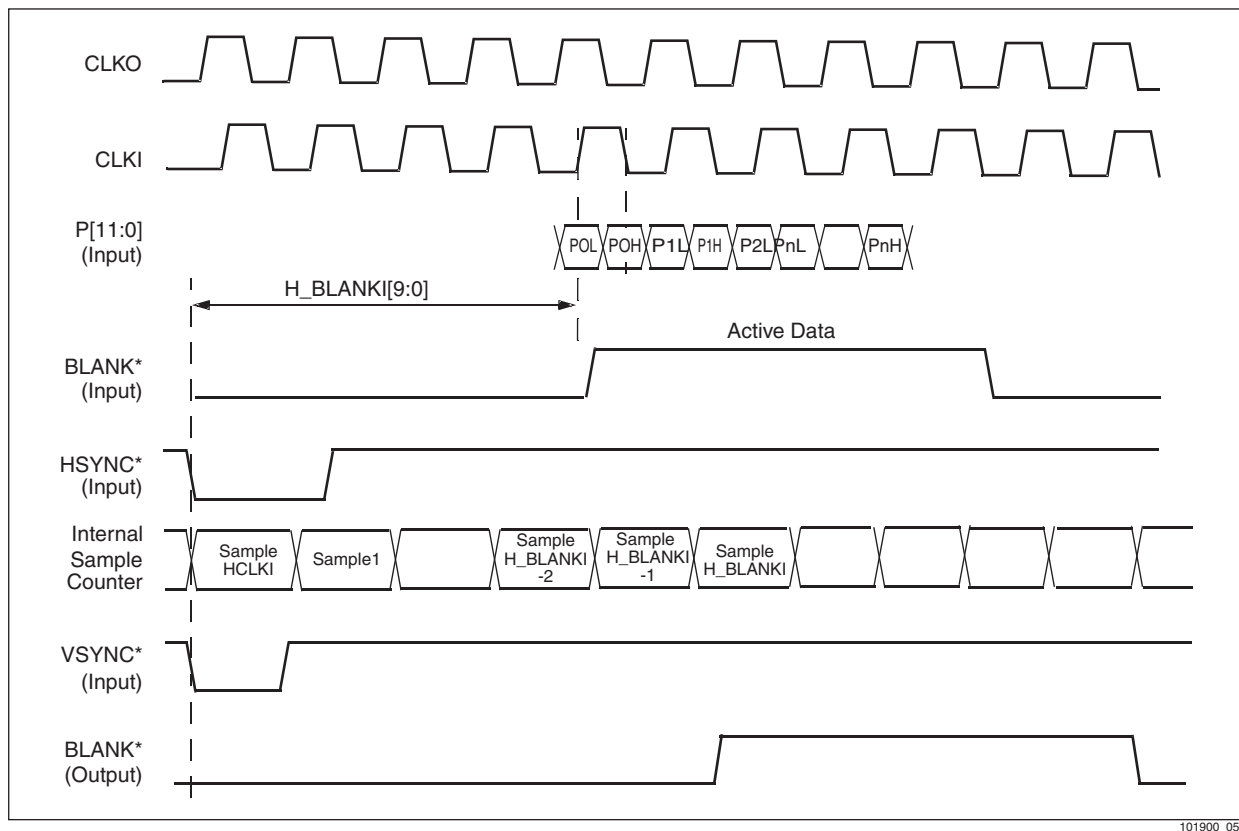 CLKO
CLKI
P[11:0]
(Input)
POL POH P1L P1H P2L PnL PnH
H_BLANKI[9:0]
Active Data
BLANK*
(Input)
HSYNC*
(Input)
Internal
Sample
Counter
Sample
HCLKI
Sample1
Sample
H_BLANKI
-2
Sample
H_BLANKI
-1
Sample
H_BLANKI
VSYNC*
(Input)
BLANK*
(Output)
101900_05